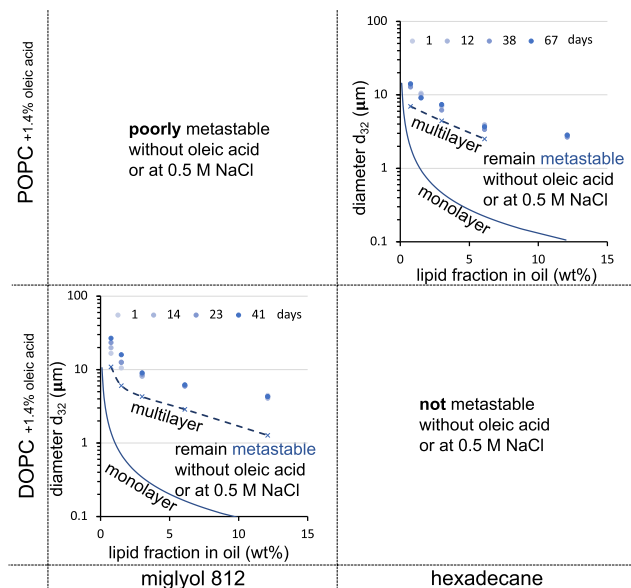 POPC +1.4% oleic acid
poorly metastable
without oleic acid
or at 0.5 M NaCl
diameter d32 (µm)
100
10
1
0.1
1 12 38 67 days
multilayer
remain metastable
without oleic acid
or at 0.5 M NaCl
monolayer
0 5 10 15
lipid fraction in oil (wt%)
DOPC +1.4% oleic acid
diameter d32 (µm)
100
10
1
0.1
1 14 23 41 days
multilayer
remain metastable
without oleic acid
or at 0.5 M NaCl
monolayer
0 5 10 15
lipid fraction in oil (wt%)
not metastable
without oleic acid
or at 0.5 M NaCl
miglyol 812
hexadecane